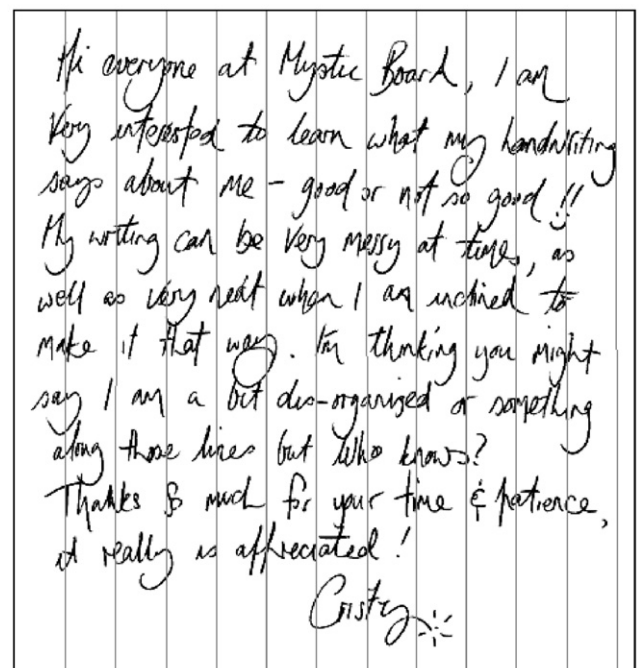 Hi everyone at Mystic Board, I am
very interested to learn what my handwriting
says about me - good or not so good !!
My writing can be very messy at times, as
well as very neat when I am inclined to
make it that way. I'm thinking you might
say I am a bit dis-organized or something
along those lines but who knows?
Thanks so much for your time & patience,
it really is appreciated!
Cristy